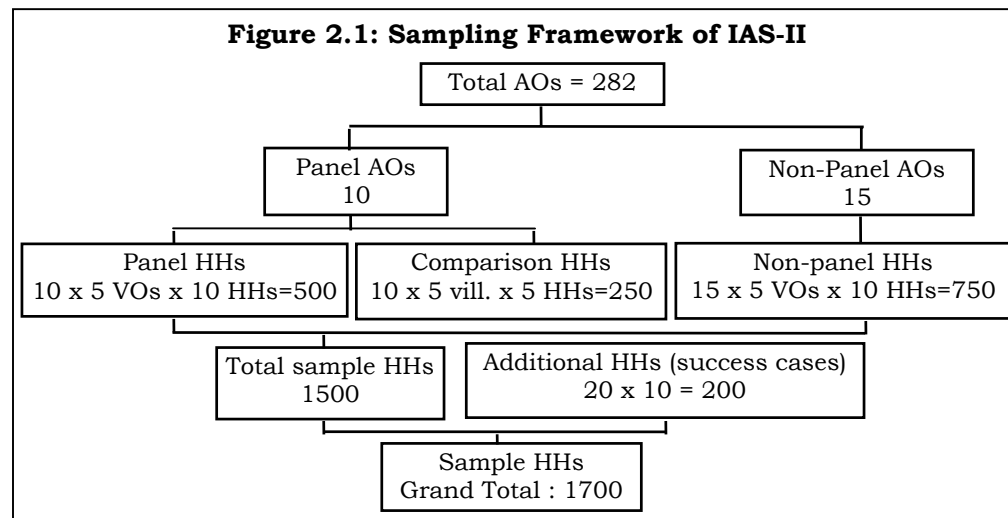 Figure 2.1: Sampling Framework of IAS-II
Total AOs = 282
Panel AOs
10
Non-Panel AOs
15
Panel HHs
10 x 5 VOs x 10 HHs=500
Comparison HHs
10 x 5 vill. x 5 HHs=250
Non-panel HHs
15 x 5 VOs x 10 HHs=750
Total sample HHs
1500
Additional HHs (success cases)
20 x 10 = 200
Sample HHs
Grand Total : 1700